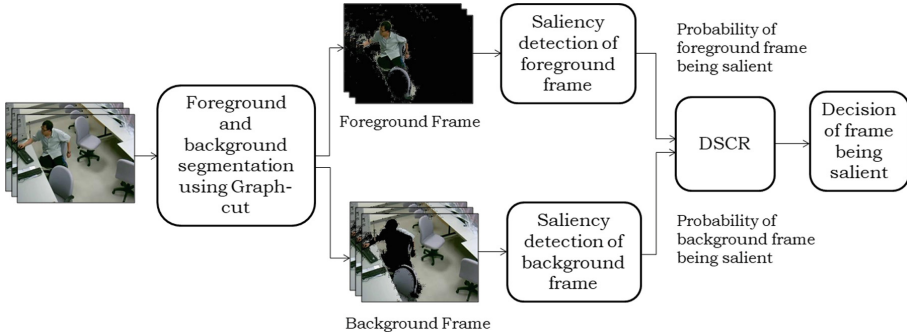 Foreground
and
background
segmentation
using Graph-
cut
Foreground Frame
Saliency
detection of
foreground
frame
Probability of
foreground frame
being salient
Background Frame
Saliency
detection of
background
frame
Probability of
background frame
being salient
DSCR
Decision
of frame
being
salient